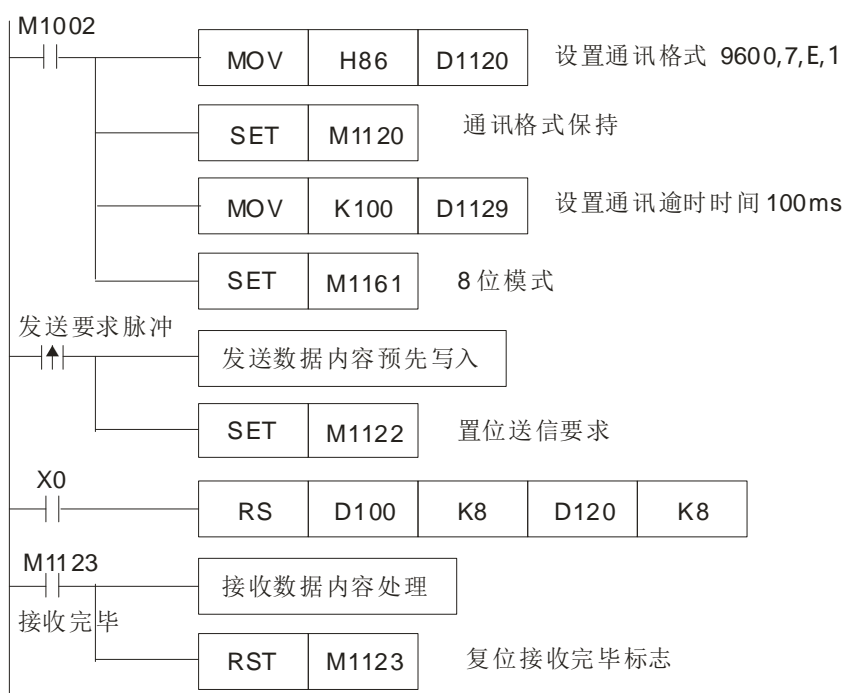 M1002
MOV H86 D1120 设置通讯格式 9600,7,E,1
SET M1120 通讯格式保持
MOV K100 D1129 设置通讯逾时时间100ms
SET M1161 8位模式
发送要求脉冲
发送数据内容预先写入
SET M1122 置位送信要求
X0
RS D100 K8 D120 K8
M1123
接收数据内容处理
接收完毕
RST M1123 复位接收完毕标志